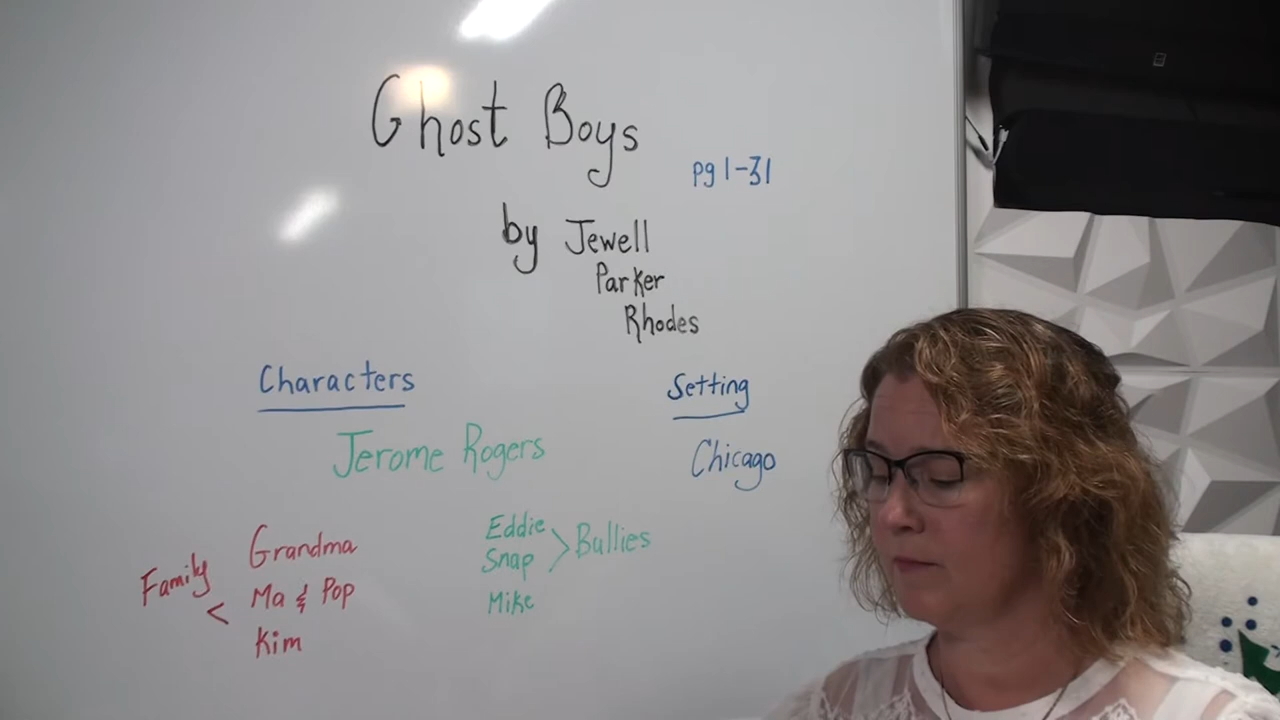 Ghost Boys
pg 1-31
by Jewell
Parker
Rhodes
Characters
Setting
Jerome Rogers
Chicago
Family < Grandma
Ma & Pop
Kim
Eddie
Snap > Bullies
Mike